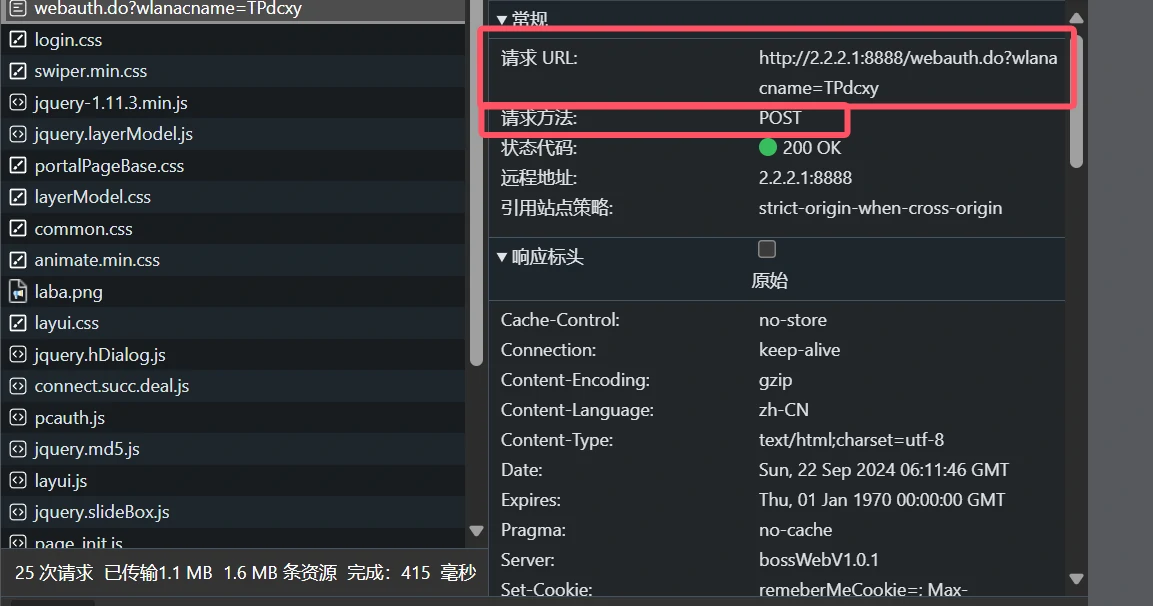 webauth.do?wlanacname=TPdcxy
login.css
swiper.min.css
jquery-1.11.3.min.js
jquery.layerModel.js
portalPageBase.css
layerModel.css
common.css
animate.min.css
laba.png
layui.css
jquery.hDialog.js
connect.succ.deal.js
pcauth.js
jquery.md5.js
layui.js
jquery.slideBox.js
page_init.js
25 次请求 已传输1.1 MB 1.6 MB 条资源 完成：415 毫秒
▼常规
请求 URL: http://2.2.2.1:8888/webauth.do?wlana
cname=TPdcxy
请求方法: POST
状态代码: 200 OK
远程地址: 2.2.2.1:8888
引用站点策略: strict-origin-when-cross-origin
▼响应标头
原始
Cache-Control: no-store
Connection: keep-alive
Content-Encoding: gzip
Content-Language: zh-CN
Content-Type: text/html;charset=utf-8
Date: Sun, 22 Sep 2024 06:11:46 GMT
Expires: Thu, 01 Jan 1970 00:00:00 GMT
Pragma: no-cache
Server: bossWebV1.0.1
Set-Cookie: remeberMeCookie=; Max-